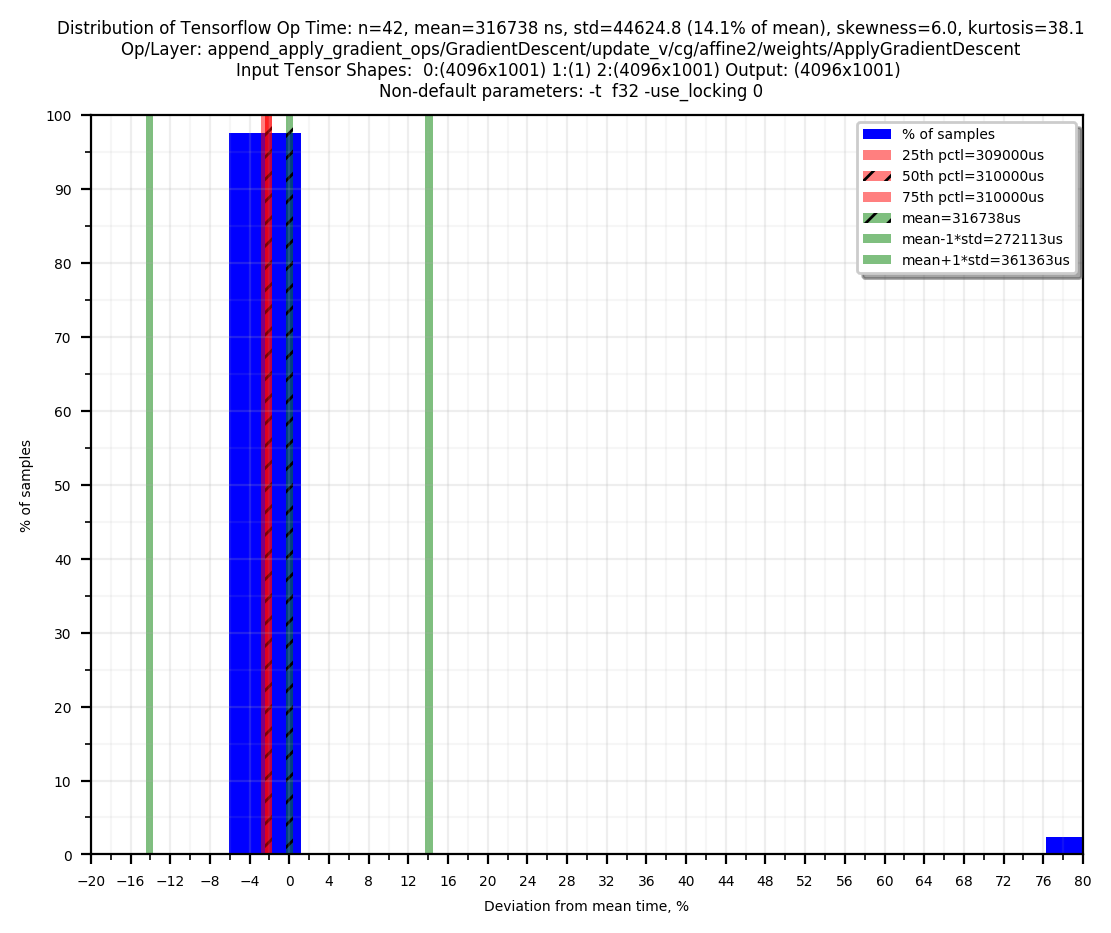 Distribution of Tensorflow Op Time: n=42, mean=316738 ns, std=44624.8 (14.1% of mean), skewness=6.0, kurtosis=38.1
Op/Layer: append_apply_gradient_ops/GradientDescent/update_v/cg/affine2/weights/ApplyGradientDescent
Input Tensor Shapes:  0:(4096x1001) 1:(1) 2:(4096x1001) Output: (4096x1001)
Non-default parameters: -t  f32 -use_locking 0
% of samples
25th pctl=309000us
50th pctl=310000us
75th pctl=310000us
mean=316738us
mean-1*std=272113us
mean+1*std=361363us
100
90
80
70
60
50
40
30
20
10
0
% of samples
−20 −16 −12 −8 −4 0 4 8 12 16 20 24 28 32 36 40 44 48 52 56 60 64 68 72 76 80
Deviation from mean time, %